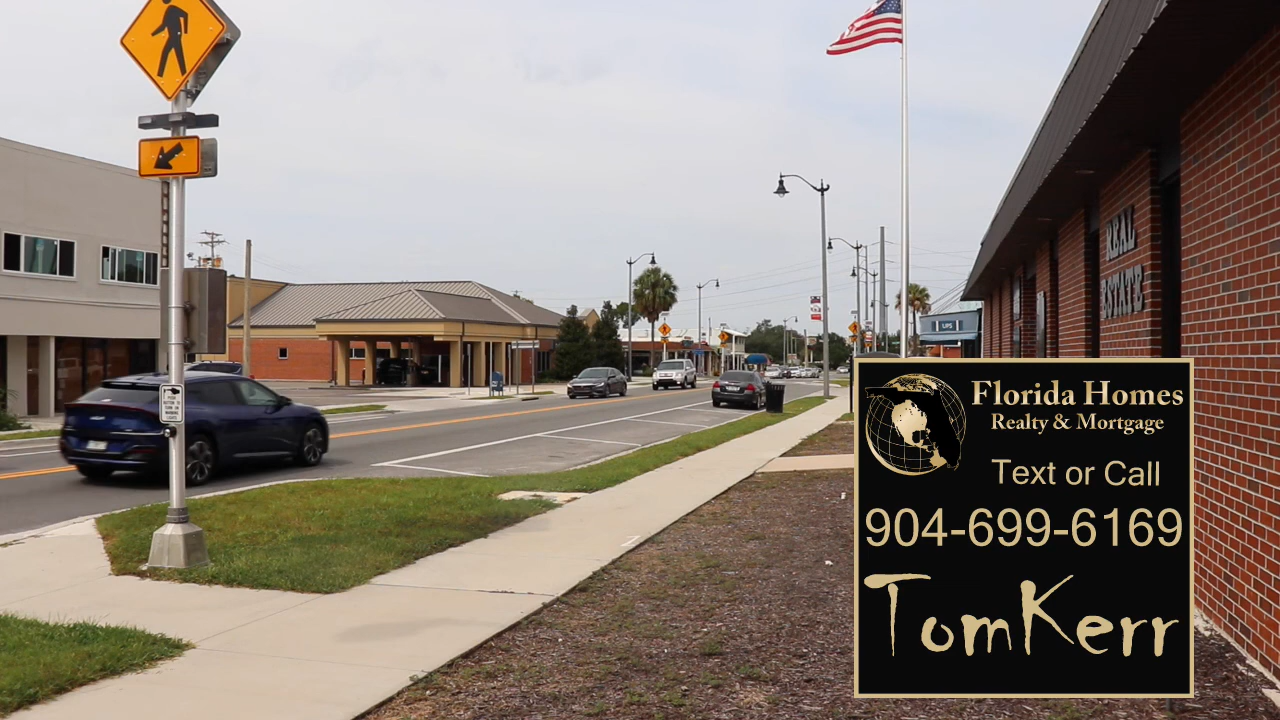 REAL
ESTATE
UPS
Florida Homes
Realty & Mortgage
Text or Call
904-699-6169
TomKerr